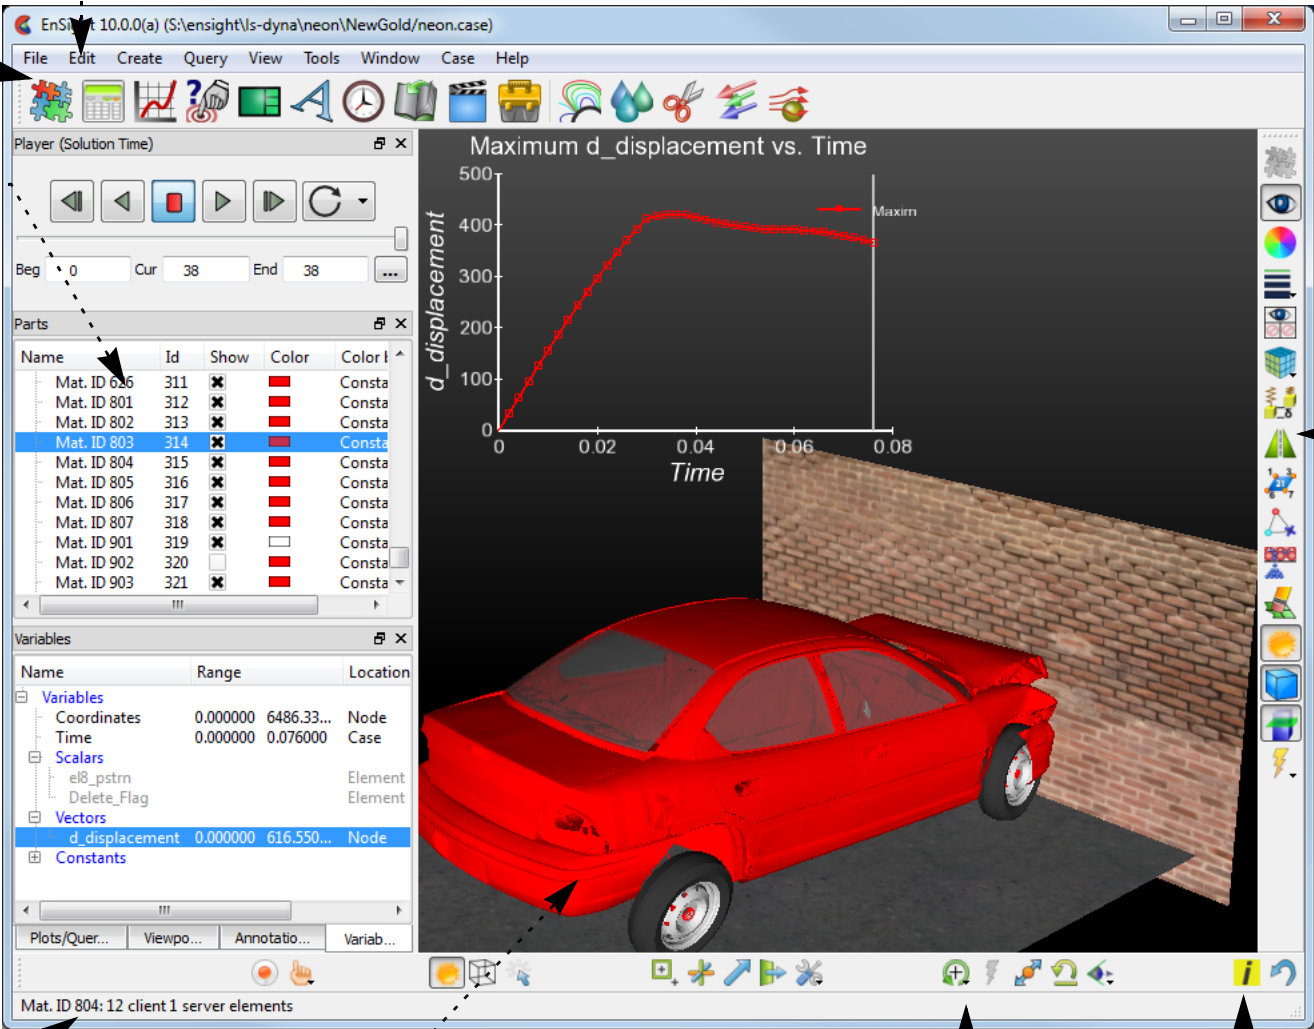 EnSight 10.0.0(a) (S:\ensight\ls-dyna\neon\NewGold/neon.case)
File Edit Create Query View Tools Window Case Help
Player (Solution Time)
Beg 0 Cur 38 End 38 ...
Parts
Name Id Show Color Color b
Mat. ID 626 311 Consta
Mat. ID 801 312 Consta
Mat. ID 802 313 Consta
Mat. ID 803 314 Consta
Mat. ID 804 315 Consta
Mat. ID 805 316 Consta
Mat. ID 806 317 Consta
Mat. ID 807 318 Consta
Mat. ID 901 319 Consta
Mat. ID 902 320 Consta
Mat. ID 903 321 Consta
Variables
Name Range Location
Variables
Coordinates 0.000000 6486.33... Node
Time 0.000000 0.076000 Case
Scalars
el8_pstrn Element
Delete_Flag Element
Vectors
d_displacement 0.000000 616.550... Node
Constants
Plots/Quer... Viewpo... Annotatio... Variab...
Mat. ID 804: 12 client 1 server elements
Maximum d_displacement vs. Time
500
400
300
200
100
0
d_displacement
Maxim
0 0.02 0.04 0.06 0.08
Time